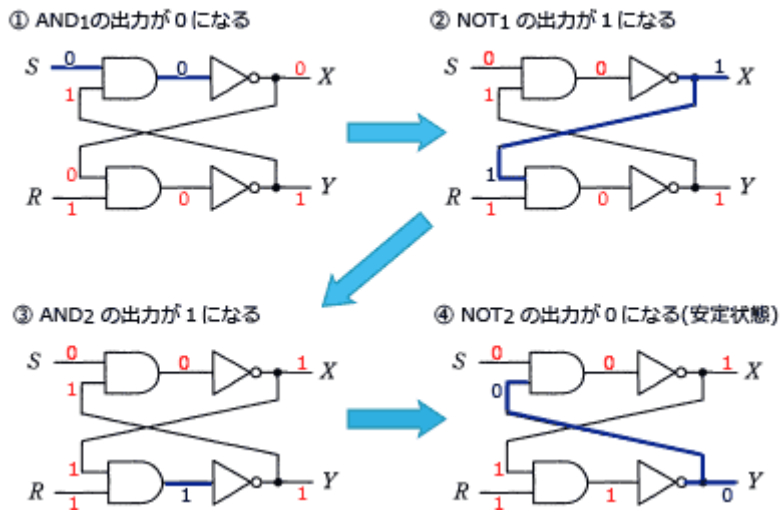 ① AND1の出力が 0 になる
② NOT1 の出力が 1 になる
S 0 0 0 X
1
0
R 1 0 1 Y
S 0 0 1 X
1
1
R 1 0 1 Y
③ AND2 の出力が 1 になる
④ NOT2 の出力が 0 になる(安定状態)
S 0 0 1 X
1
1
R 1 1 1 Y
S 0 0 1 X
0
1
R 1 1 0 Y